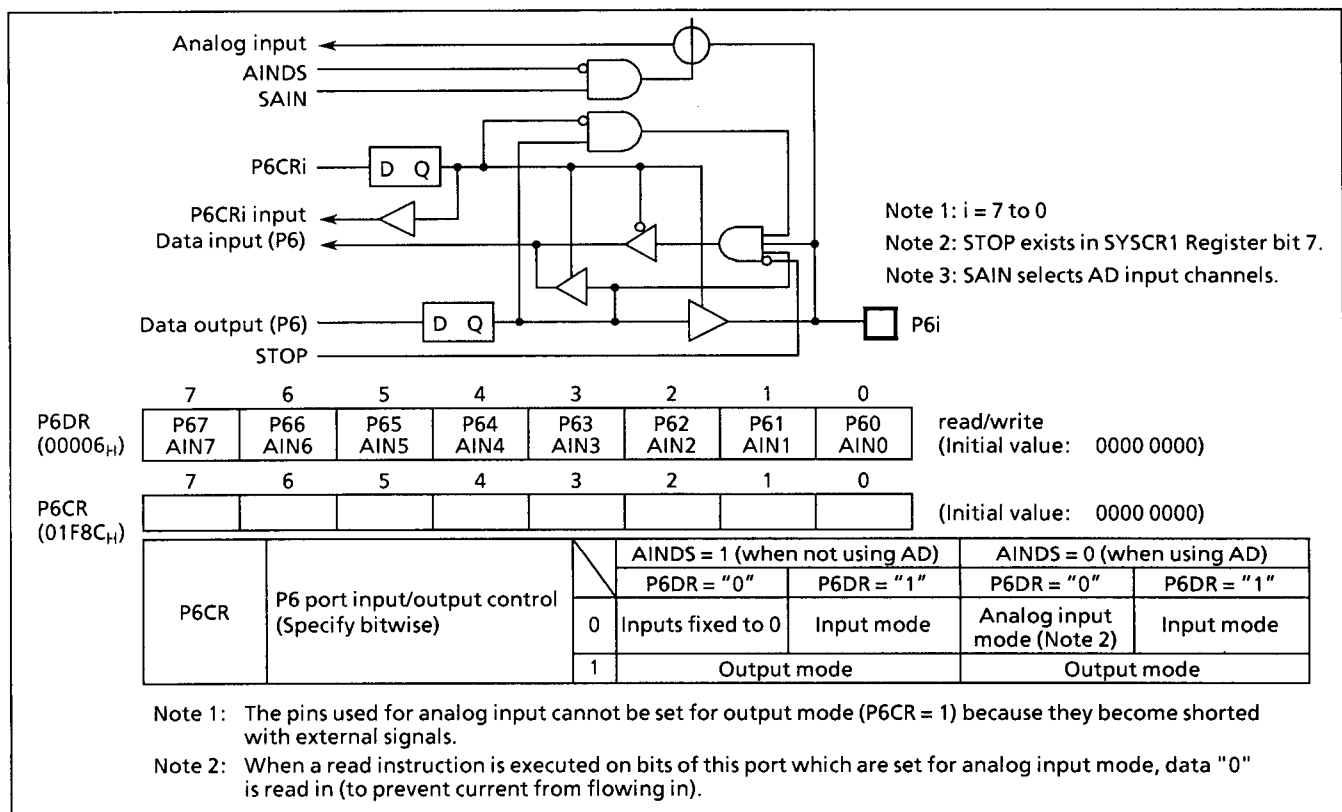 Analog input
AINDS
SAIN
P6CRi
D Q
P6CRi input
Data input (P6)
Data output (P6)
D Q
STOP
P6i
Note 1: i = 7 to 0
Note 2: STOP exists in SYSCR1 Register bit 7.
Note 3: SAIN selects AD input channels.
7 6 5 4 3 2 1 0
P6DR
(00006H)
P67 P66 P65 P64 P63 P62 P61 P60
AIN7 AIN6 AIN5 AIN4 AIN3 AIN2 AIN1 AIN0
read/write
(Initial value: 0000 0000)
7 6 5 4 3 2 1 0
P6CR
(01F8CH)
(Initial value: 0000 0000)
P6CR
P6 port input/output control
(Specify bitwise)
AINDS = 1 (when not using AD) AINDS = 0 (when using AD)
P6DR = "0" P6DR = "1" P6DR = "0" P6DR = "1"
0 Inputs fixed to 0 Input mode Analog input mode (Note 2) Input mode
1 Output mode Output mode
Note 1: The pins used for analog input cannot be set for output mode (P6CR = 1) because they become shorted
with external signals.
Note 2: When a read instruction is executed on bits of this port which are set for analog input mode, data "0"
is read in (to prevent current from flowing in).